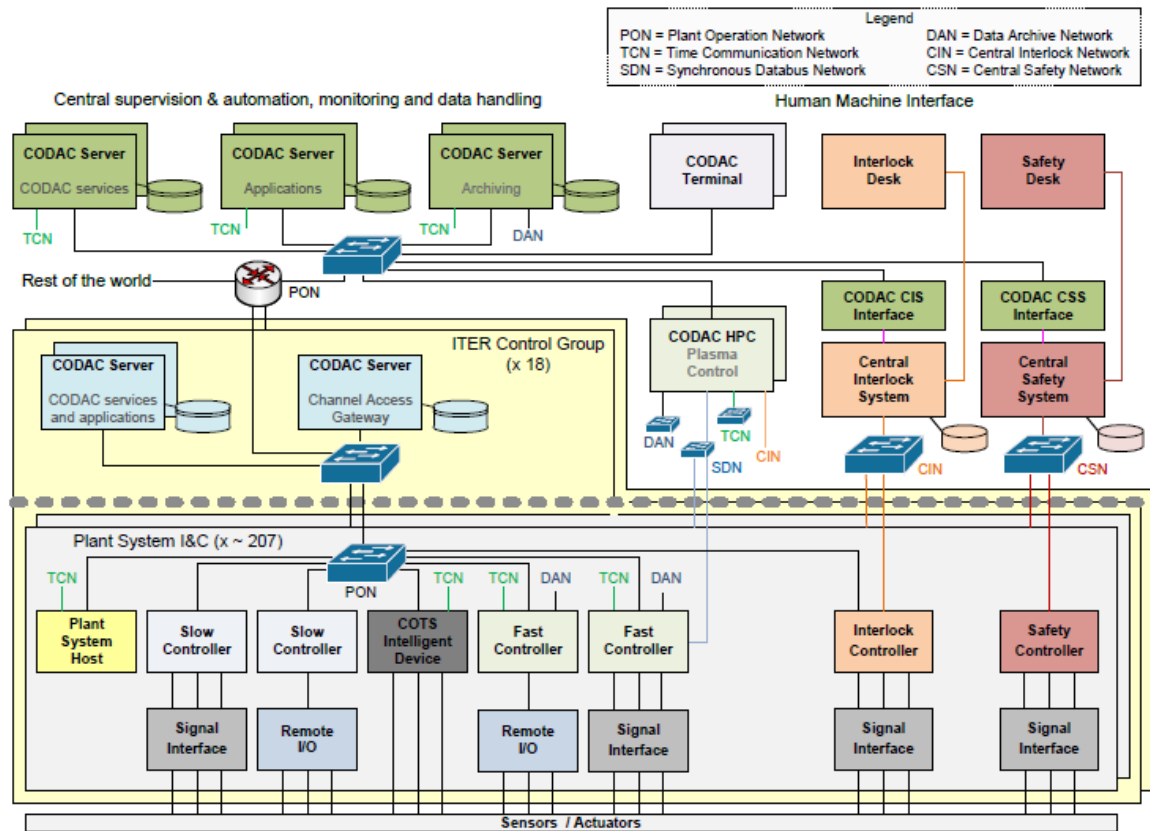 Legend
PON = Plant Operation Network
DAN = Data Archive Network
TCN = Time Communication Network
CIN = Central Interlock Network
SDN = Synchronous Databus Network
CSN = Central Safety Network
Central supervision & automation, monitoring and data handling
Human Machine Interface
CODAC Server
CODAC services
TCN
CODAC Server
Applications
TCN
CODAC Server
Archiving
TCN
DAN
CODAC
Terminal
Interlock
Desk
Safety
Desk
Rest of the world
PON
CODAC CIS
Interface
CODAC CSS
Interface
ITER Control Group
(x 18)
CODAC Server
CODAC services
and applications
CODAC Server
Channel Access
Gateway
CODAC HPC
Plasma
Control
DAN
SDN
TCN
CIN
Central
Interlock
System
Central
Safety
System
CIN
CSN
Plant System I&C (x ~ 207)
PON
TCN
TCN
TCN
DAN
TCN
DAN
Plant
System
Host
Slow
Controller
Slow
Controller
COTS
Intelligent
Device
Fast
Controller
Fast
Controller
Interlock
Controller
Safety
Controller
Signal
Interface
Remote
I/O
Remote
I/O
Signal
Interface
Signal
Interface
Signal
Interface
Sensors / Actuators